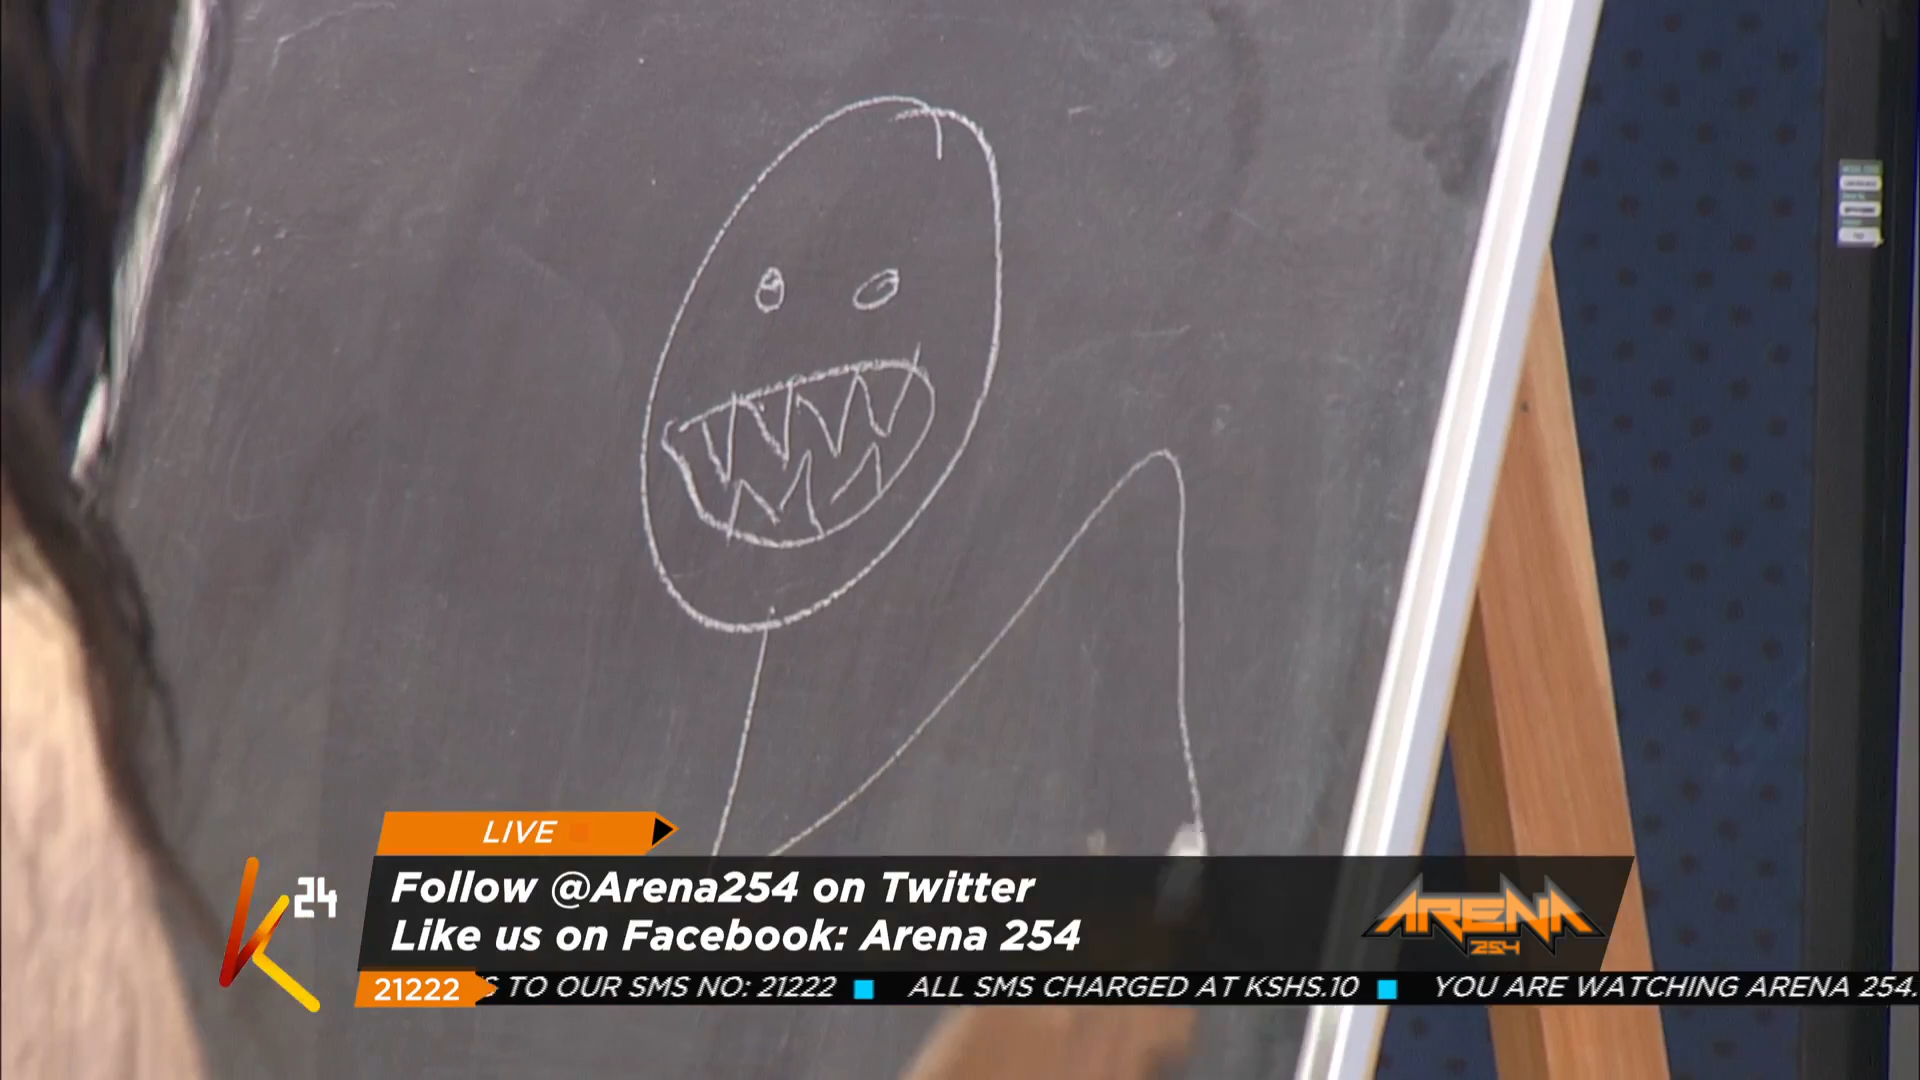 LIVE
K24
Follow @Arena254 on Twitter
Like us on Facebook: Arena 254
ARENA
254
21222
S TO OUR SMS NO: 21222 ALL SMS CHARGED AT KSHS.10 YOU ARE WATCHING ARENA 254.